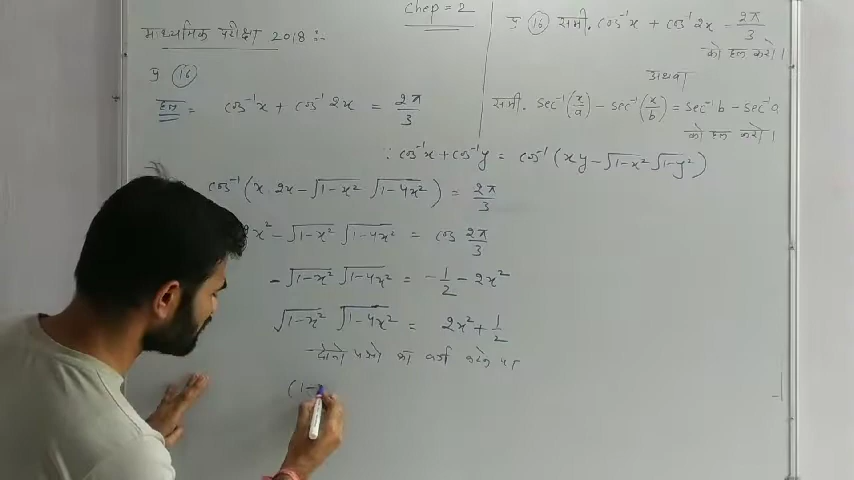 Chep = 2
माध्यमिक परीक्षा 2018 :-
प्र (16)
हल = cos⁻¹x + cos⁻¹2x = 2π/3
∵ cos⁻¹x + cos⁻¹y = cos⁻¹(xy - √1-x² √1-y²)
cos⁻¹(x 2x - √1-x² √1-4x²) = 2π/3
2x² - √1-x² √1-4x² = cos 2π/3
- √1-x² √1-4x² = -1/2 - 2x²
√1-x² √1-4x² = 2x² + 1/2
दोनो पक्षो का वर्ग करने पर
(1-
प्र (16) समी. cos⁻¹x + cos⁻¹2x - 2π/3
को हल करो।
अथवा
समी. sec⁻¹(x/a) - sec⁻¹(x/b) = sec⁻¹b - sec⁻¹a
को हल करो।